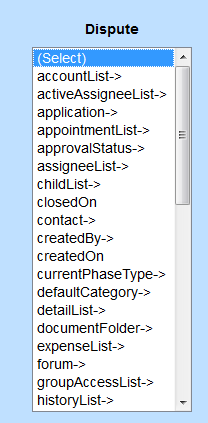 Dispute
(Select)
accountList->
activeAssigneeList->
application->
appointmentList->
approvalStatus->
assigneeList->
childList->
closedOn
contact->
createdBy->
createdOn
currentPhaseType->
defaultCategory->
detailList->
documentFolder->
expenseList->
forum->
groupAccessList->
historyList->